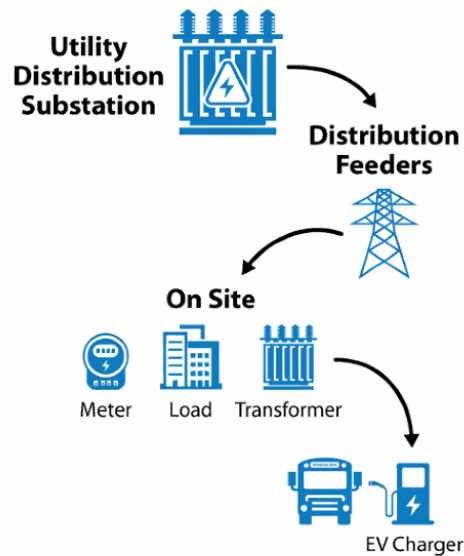 Utility
Distribution
Substation
Distribution
Feeders
On Site
Meter
Load
Transformer
EV Charger